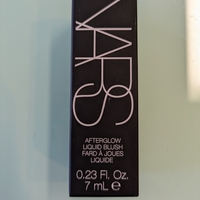 NARS
AFTERGLOW
LIQUID BLUSH
FARD À JOUES
LIQUIDE
0.23 Fl. Oz.
7 mL ℮